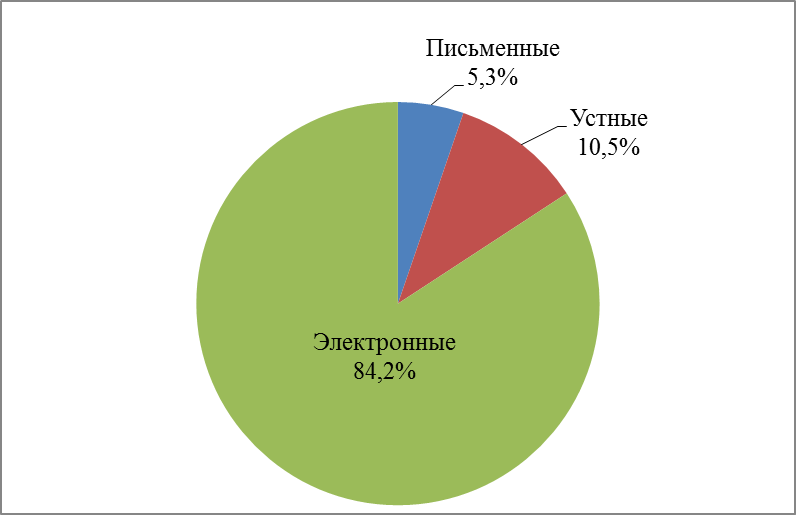 Письменные
5,3%
Устные
10,5%
Электронные
84,2%